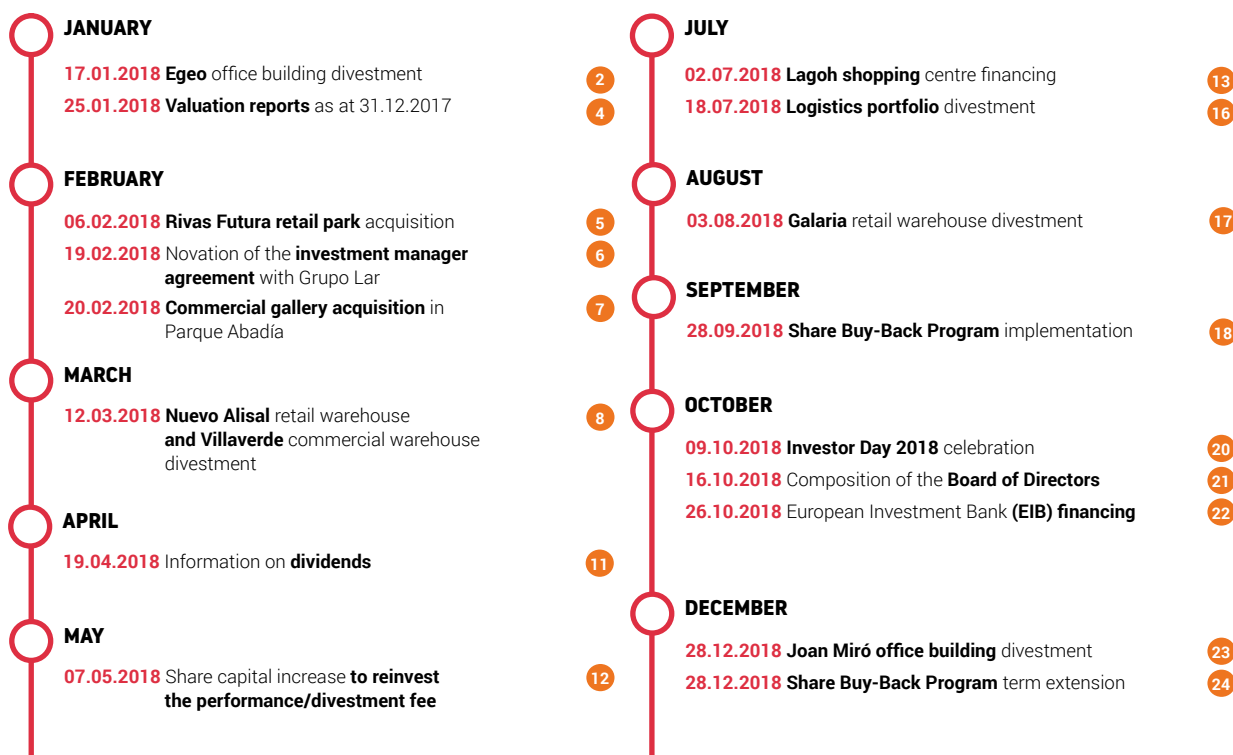 JANUARY
17.01.2018 Egeo office building divestment 2
25.01.2018 Valuation reports as at 31.12.2017 4
FEBRUARY
06.02.2018 Rivas Futura retail park acquisition 5
19.02.2018 Novation of the investment manager 6
agreement with Grupo Lar
20.02.2018 Commercial gallery acquisition in 7
Parque Abadía
MARCH
12.03.2018 Nuevo Alisal retail warehouse 8
and Villaverde commercial warehouse
divestment
APRIL
19.04.2018 Information on dividends 11
MAY
07.05.2018 Share capital increase to reinvest 12
the performance/divestment fee
JULY
02.07.2018 Lagoh shopping centre financing 13
18.07.2018 Logistics portfolio divestment 16
AUGUST
03.08.2018 Galaria retail warehouse divestment 17
SEPTEMBER
28.09.2018 Share Buy-Back Program implementation 18
OCTOBER
09.10.2018 Investor Day 2018 celebration 20
16.10.2018 Composition of the Board of Directors 21
26.10.2018 European Investment Bank (EIB) financing 22
DECEMBER
28.12.2018 Joan Miró office building divestment 23
28.12.2018 Share Buy-Back Program term extension 24